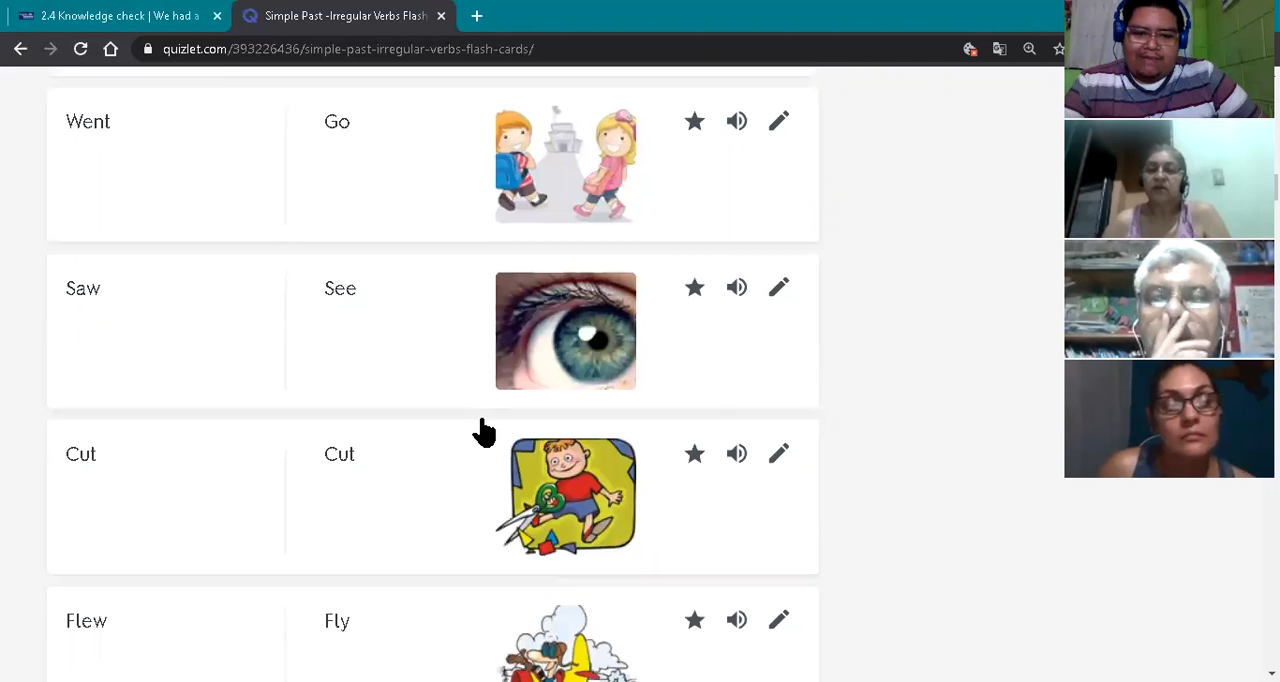 2.4 Knowledge check | We had a
Simple Past -Irregular Verbs Flash
quizlet.com/393226436/simple-past-irregular-verbs-flash-cards/
Went Go
Saw See
Cut Cut
Flew Fly